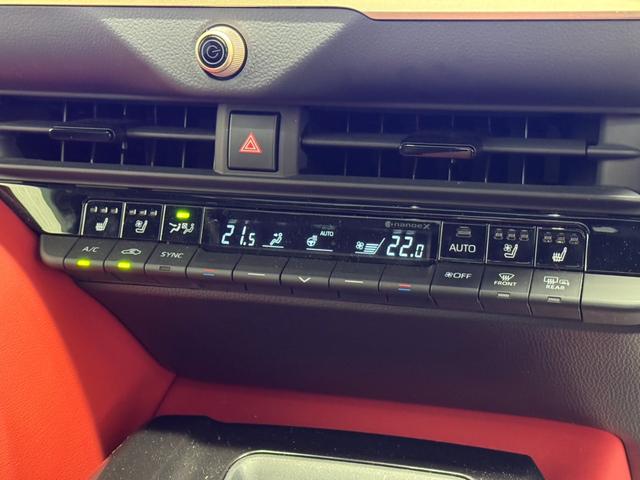 nanoeX
21.5
AUTO
22.0
AUTO
A/C
SYNC
OFF
FRONT
REAR